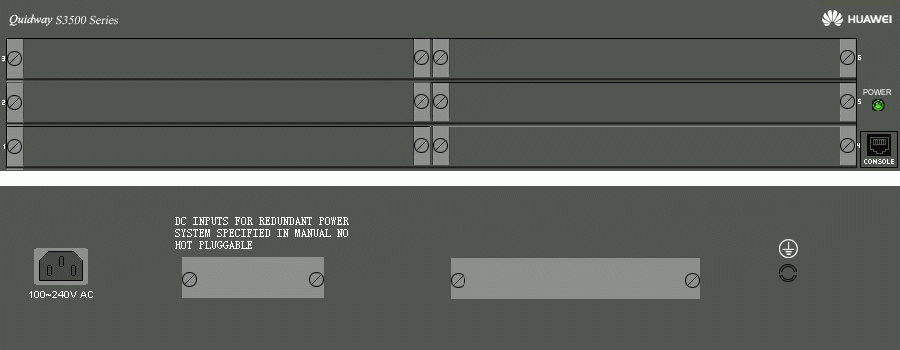 Quidway S3500 Series
HUAWEI
3
6
2
5
POWER
1
4
CONSOLE
DC INPUTS FOR REDUNDANT POWER
SYSTEM SPECIFIED IN MANUAL NO
HOT PLUGGABLE
100~240V AC